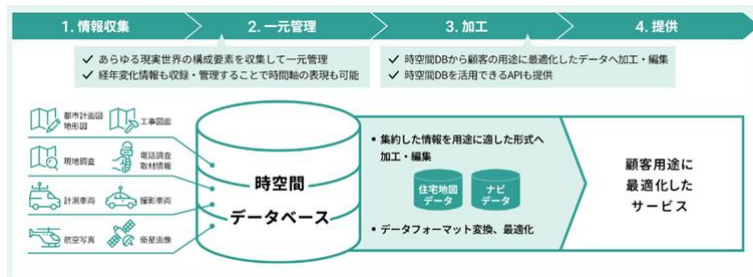 1. 情報収集
2. 一元管理
3. 加工
4. 提供
✓ あらゆる現実世界の構成要素を収集して一元管理
✓ 経年変化情報も収録・管理することで時間軸の表現も可能
✓ 時空間DBから顧客の用途に最適化したデータへ加工・編集
✓ 時空間DBを活用できるAPIも提供
都市計画図
地形図
工事図面
現地調査
電話調査
取材情報
計測車両
撮影車両
航空写真
衛星画像
時空間
データベース
• 集約した情報を用途に適した形式へ
加工・編集
住宅地図
データ
ナビ
データ
• データフォーマット変換、最適化
顧客用途に
最適化した
サービス